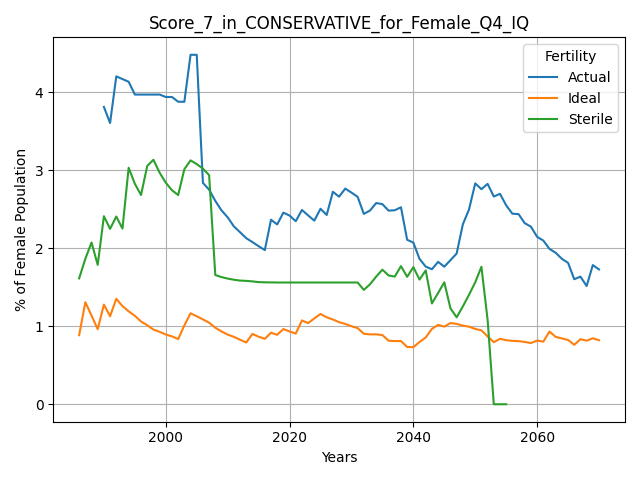 Score_7_in_CONSERVATIVE_for_Female_Q4_IQ
Fertility
Actual
Ideal
Sterile
% of Female Population
4
3
2
1
0
2000
2020
2040
2060
Years